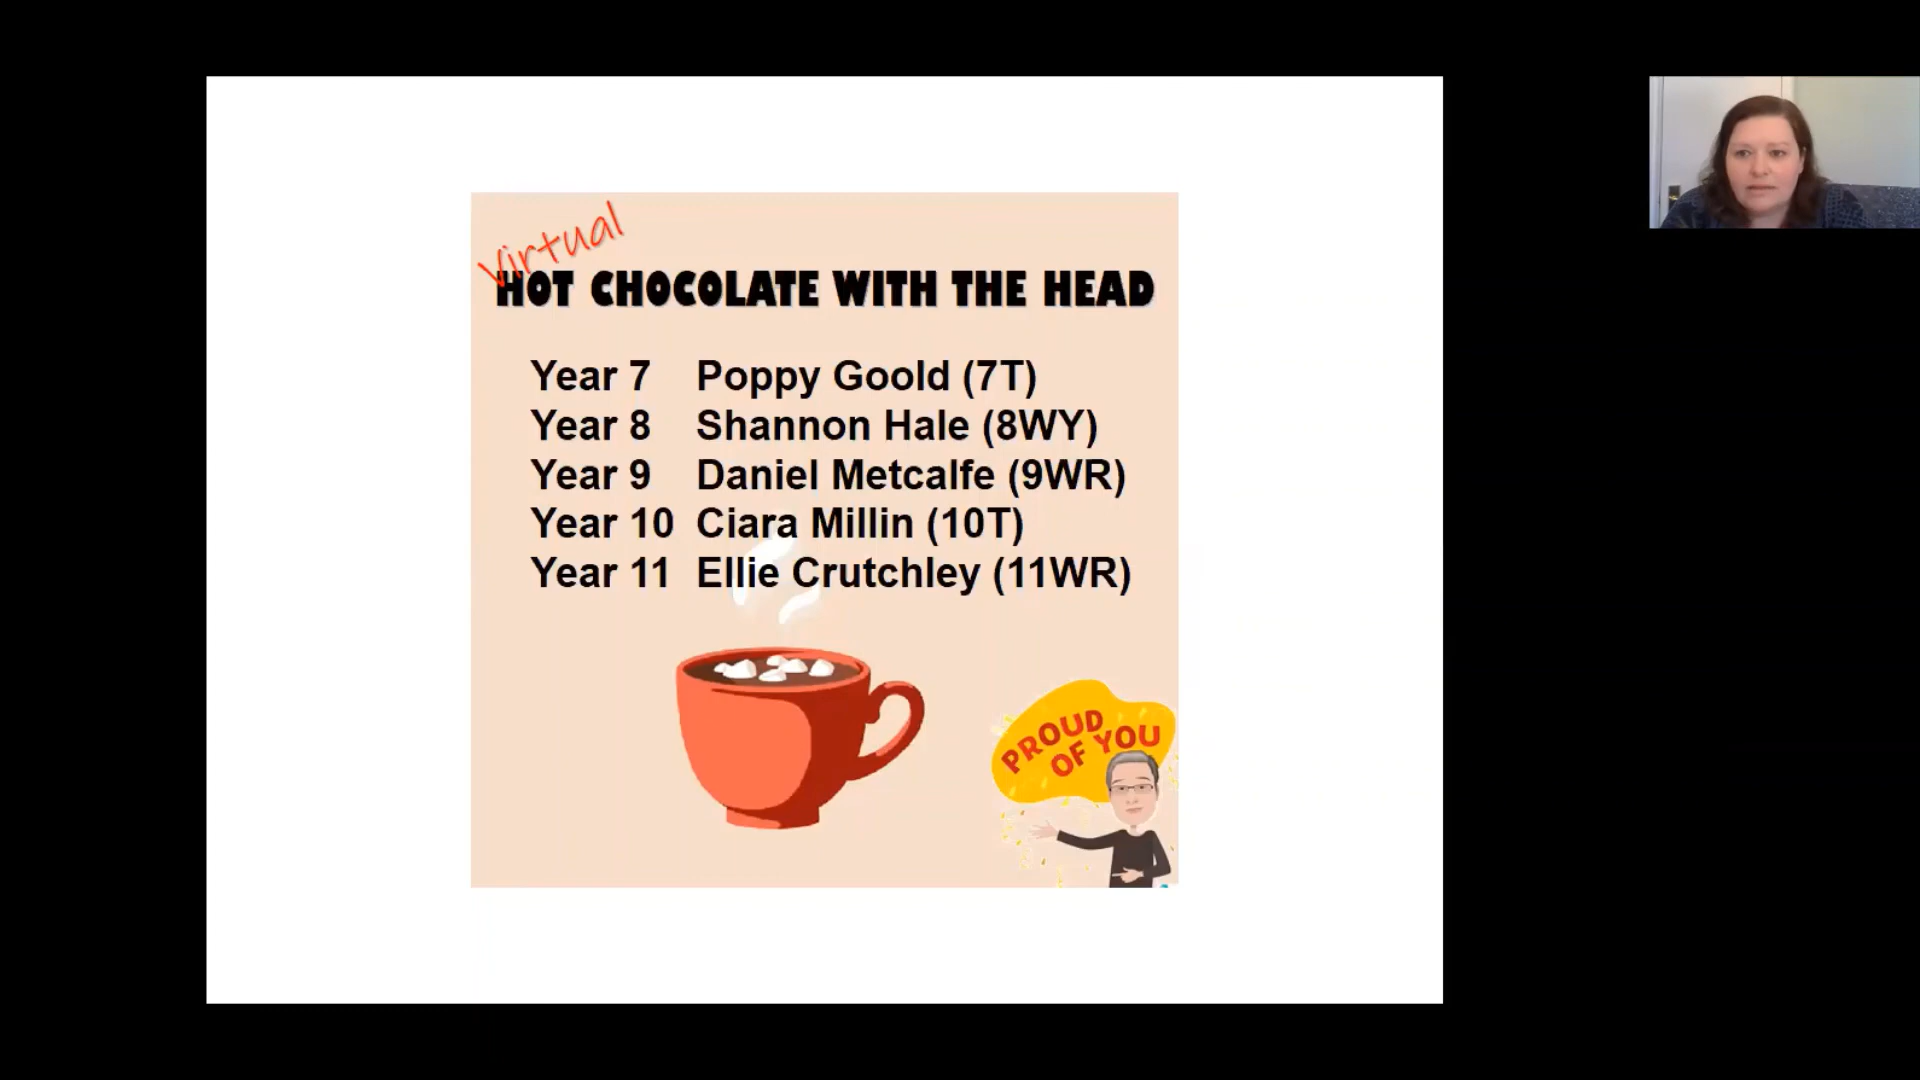 Virtual
HOT CHOCOLATE WITH THE HEAD
Year 7 Poppy Goold (7T)
Year 8 Shannon Hale (8WY)
Year 9 Daniel Metcalfe (9WR)
Year 10 Ciara Millin (10T)
Year 11 Ellie Crutchley (11WR)
PROUD
OF YOU